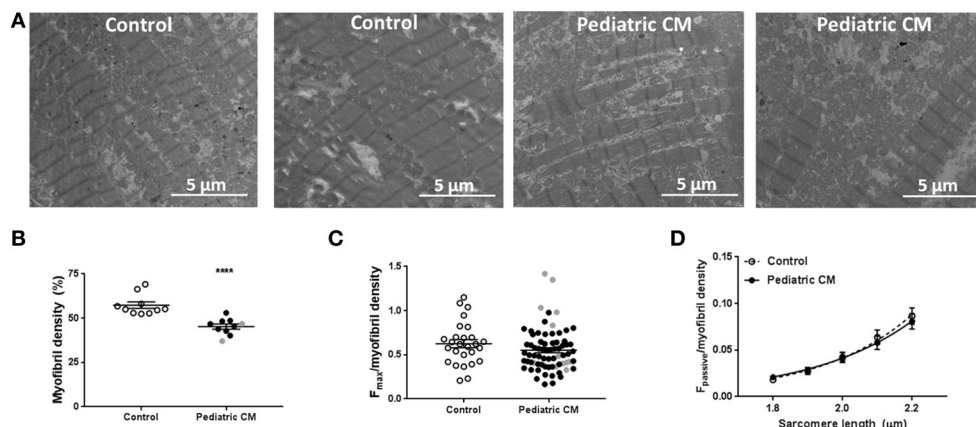 A
Control
Control
Pediatric CM
Pediatric CM
5 µm
5 µm
5 µm
5 µm
B
Myofibril density (%)
75
50
25
0
****
Control
Pediatric CM
C
Fmax/myofibril density
1.5
1.0
0.5
0.0
Control
Pediatric CM
D
Fpassive/myofibril density
0.15
0.10
0.05
0.00
Control
Pediatric CM
1.8
2.0
2.2
Sarcomere length (µm)